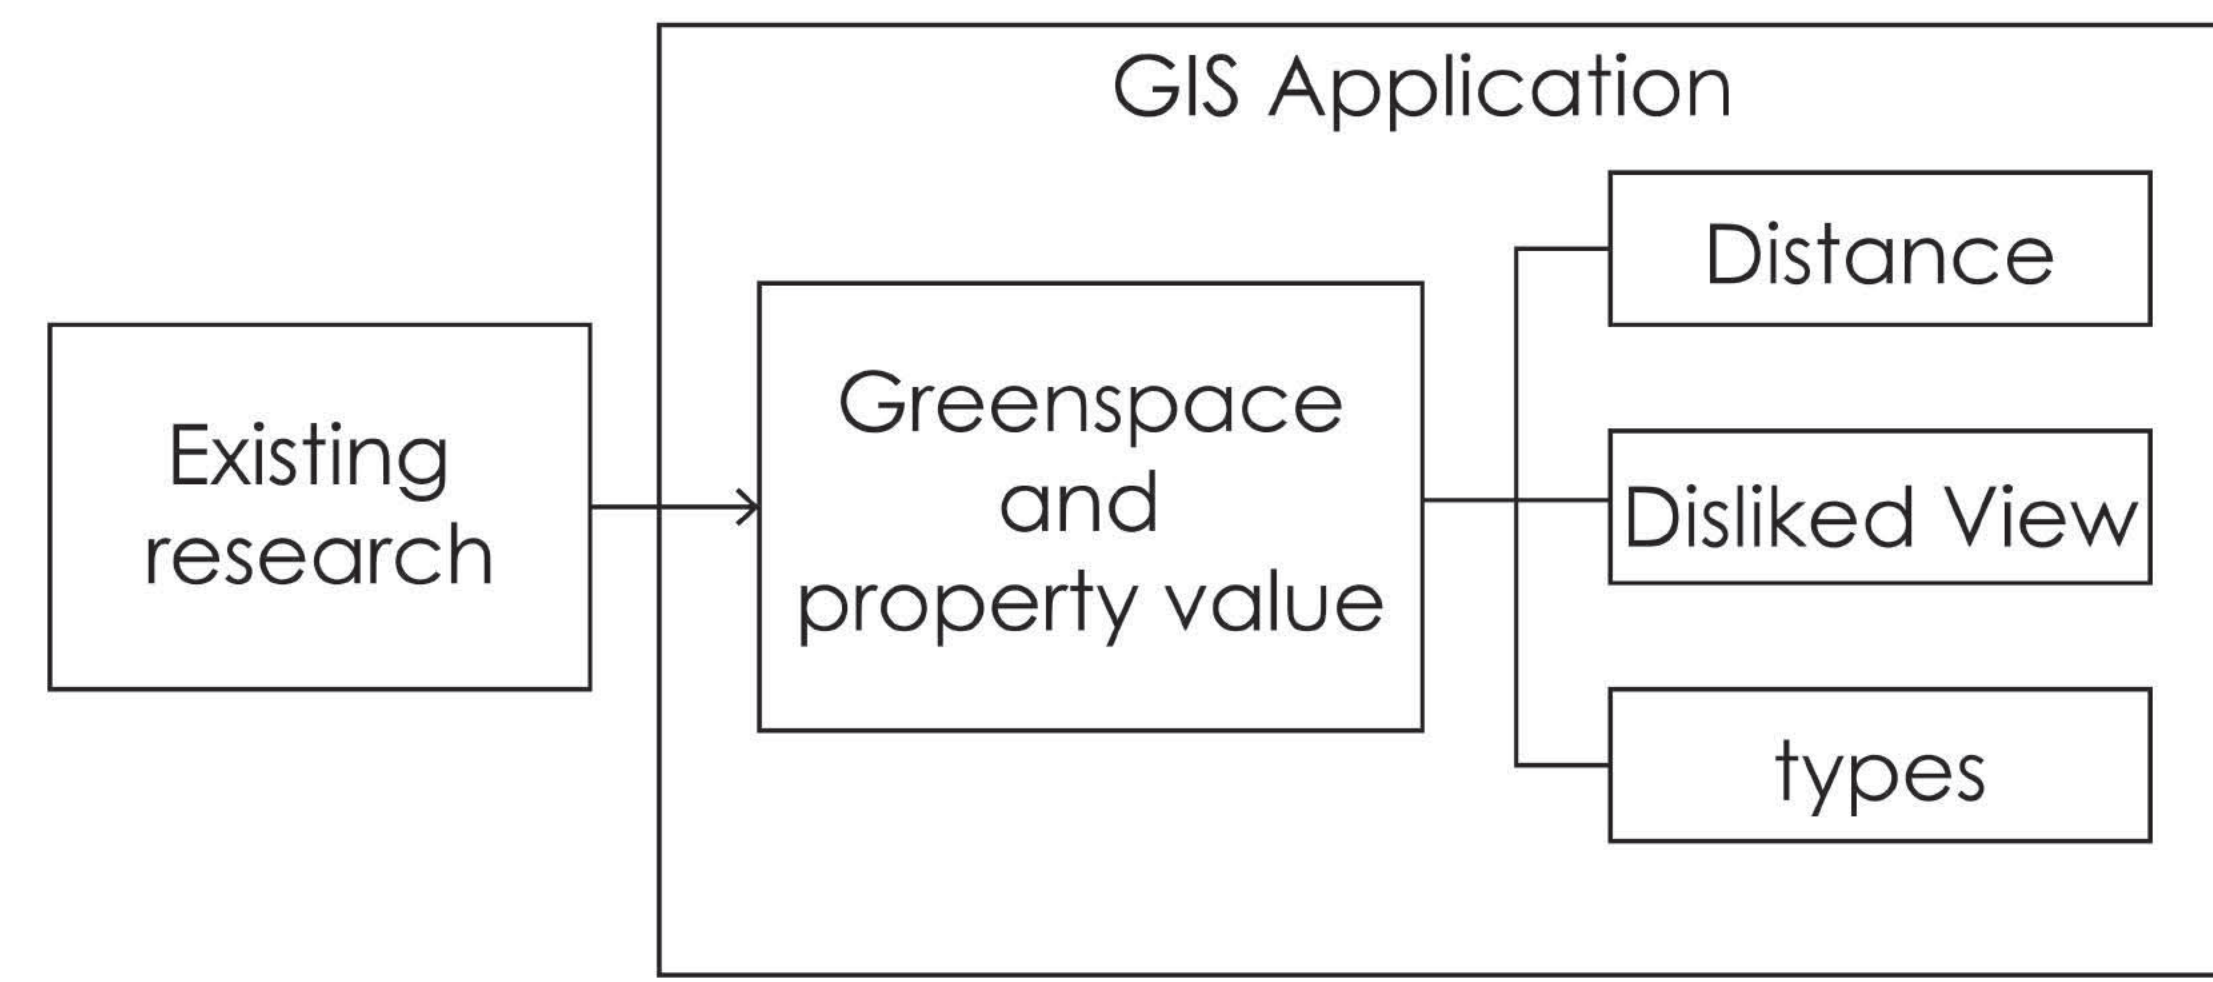 GIS Application
Existing
research
Greenspace
and
property value
Distance
Disliked View
types